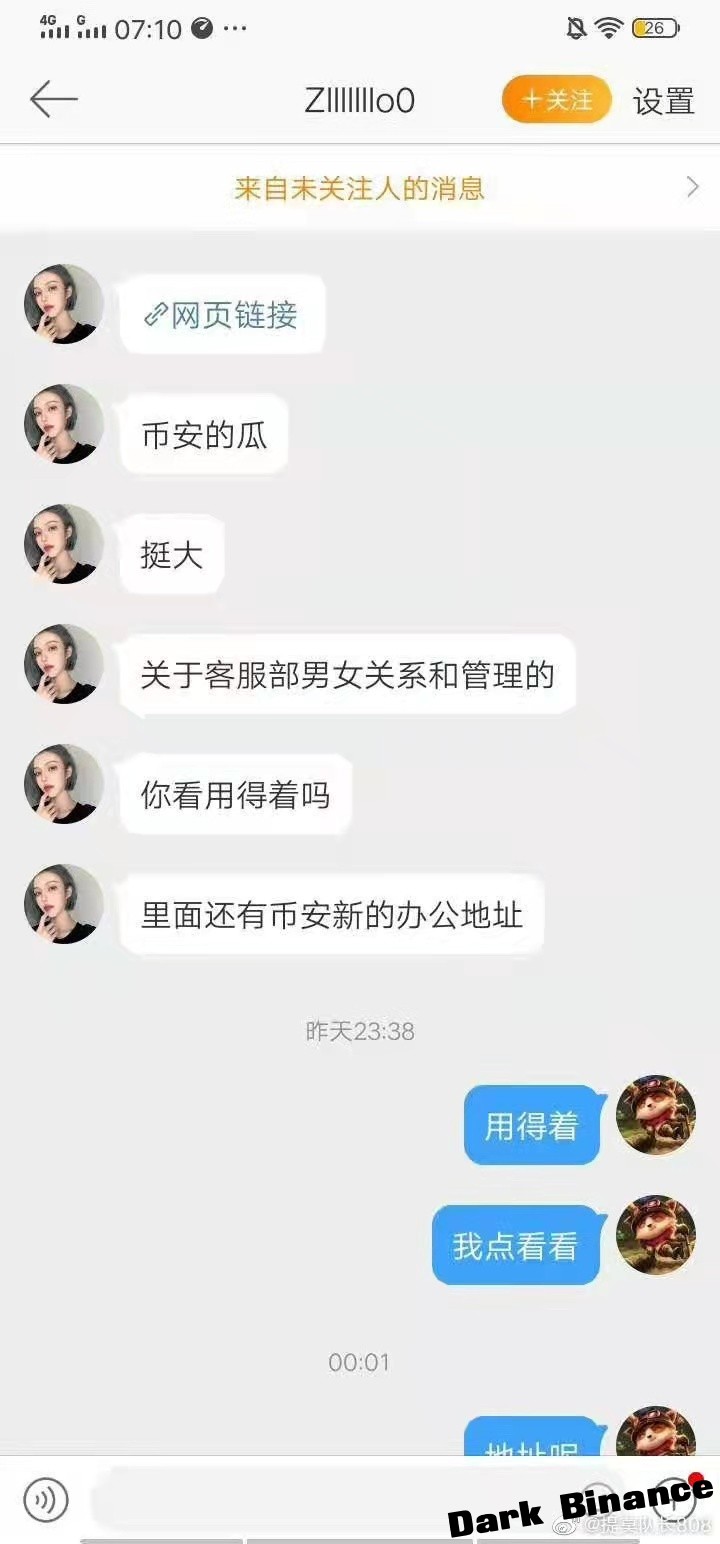 4G G 07:10 ... 26
ZIIIIIIIo0 +关注 设置
来自未关注人的消息
网页链接
币安的瓜
挺大
关于客服部男女关系和管理的
你看用得着吗
里面还有币安新的办公地址
昨天23:38
用得着
我点看看
00:01
地址呢
Dark Binance
@提莫队长808